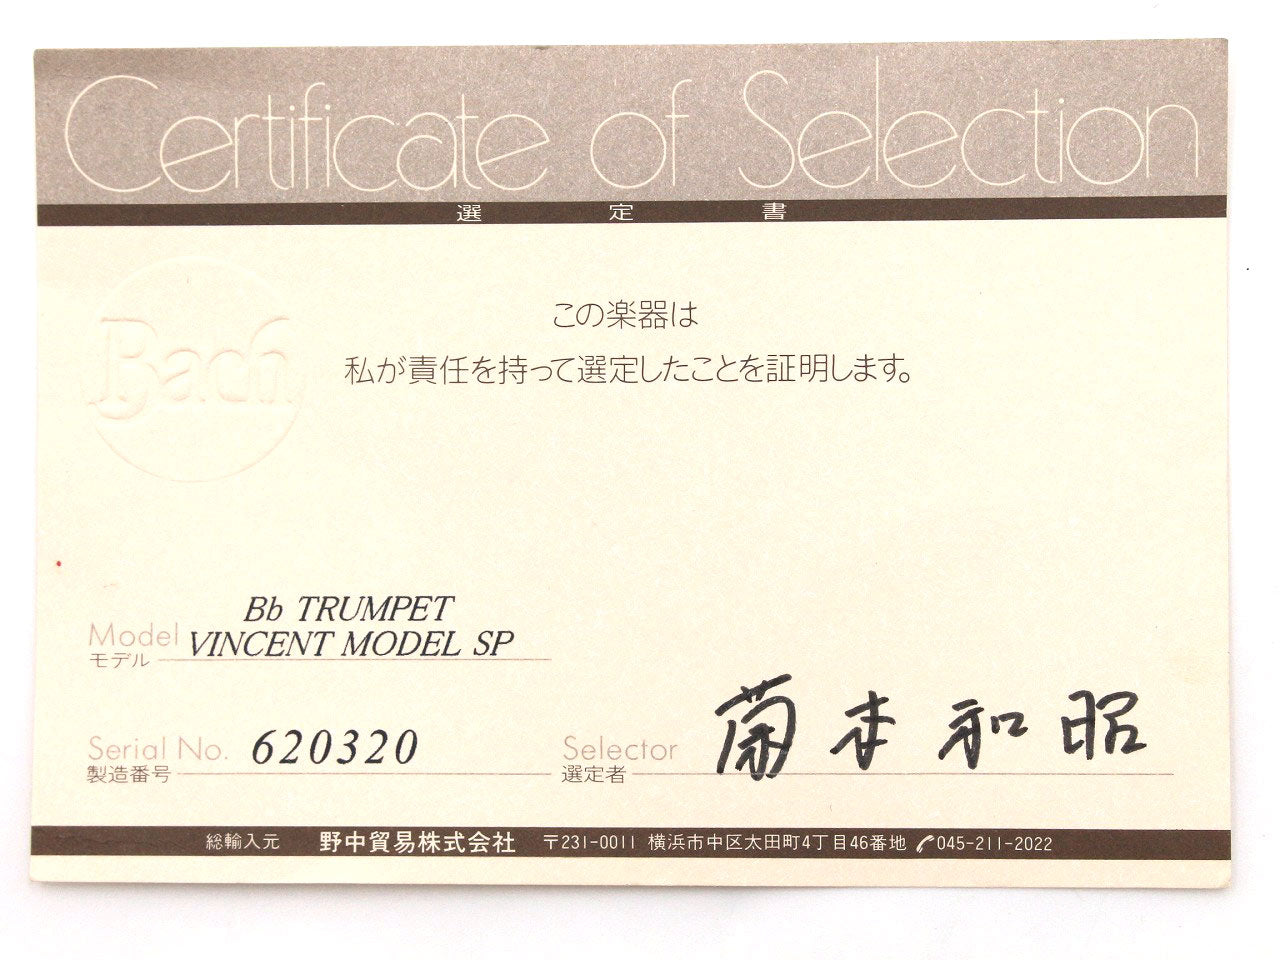 Certificate of Selection
選定書
Bach
この楽器は
私が責任を持って選定したことを証明します。
Bb TRUMPET
Model VINCENT MODEL SP
モデル
Serial No. 620320
製造番号
Selector 菊本和昭
選定者
総輸入元 野中貿易株式会社 〒231-0011 横浜市中区太田町4丁目46番地 045-211-2022